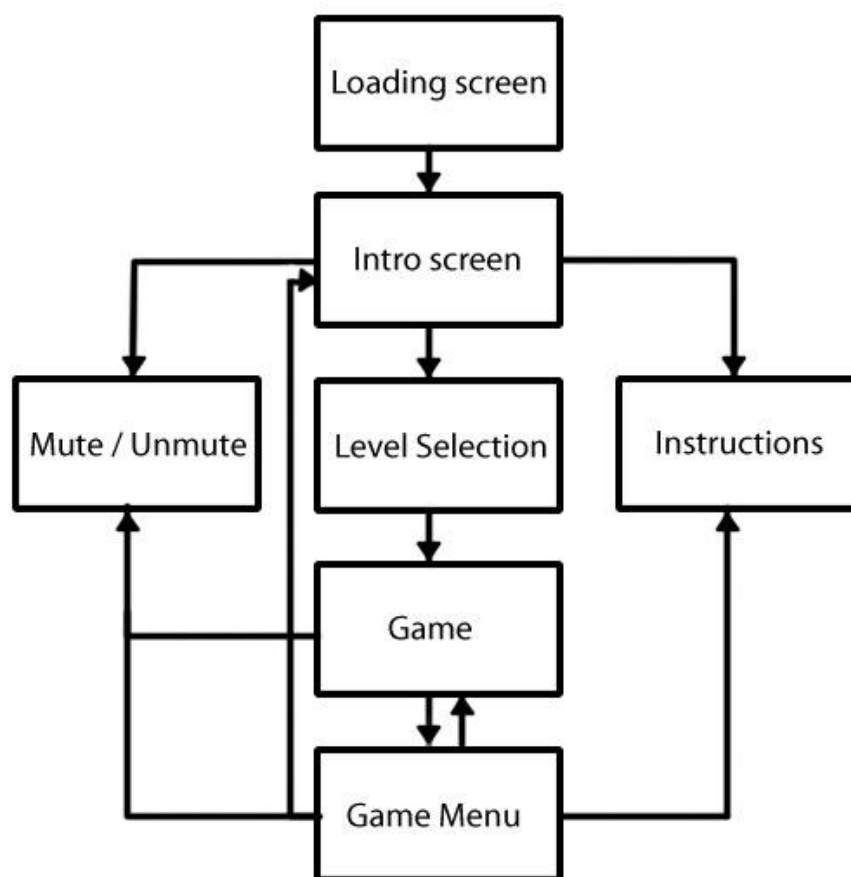 Loading screen
Intro screen
Mute / Unmute
Level Selection
Instructions
Game
Game Menu